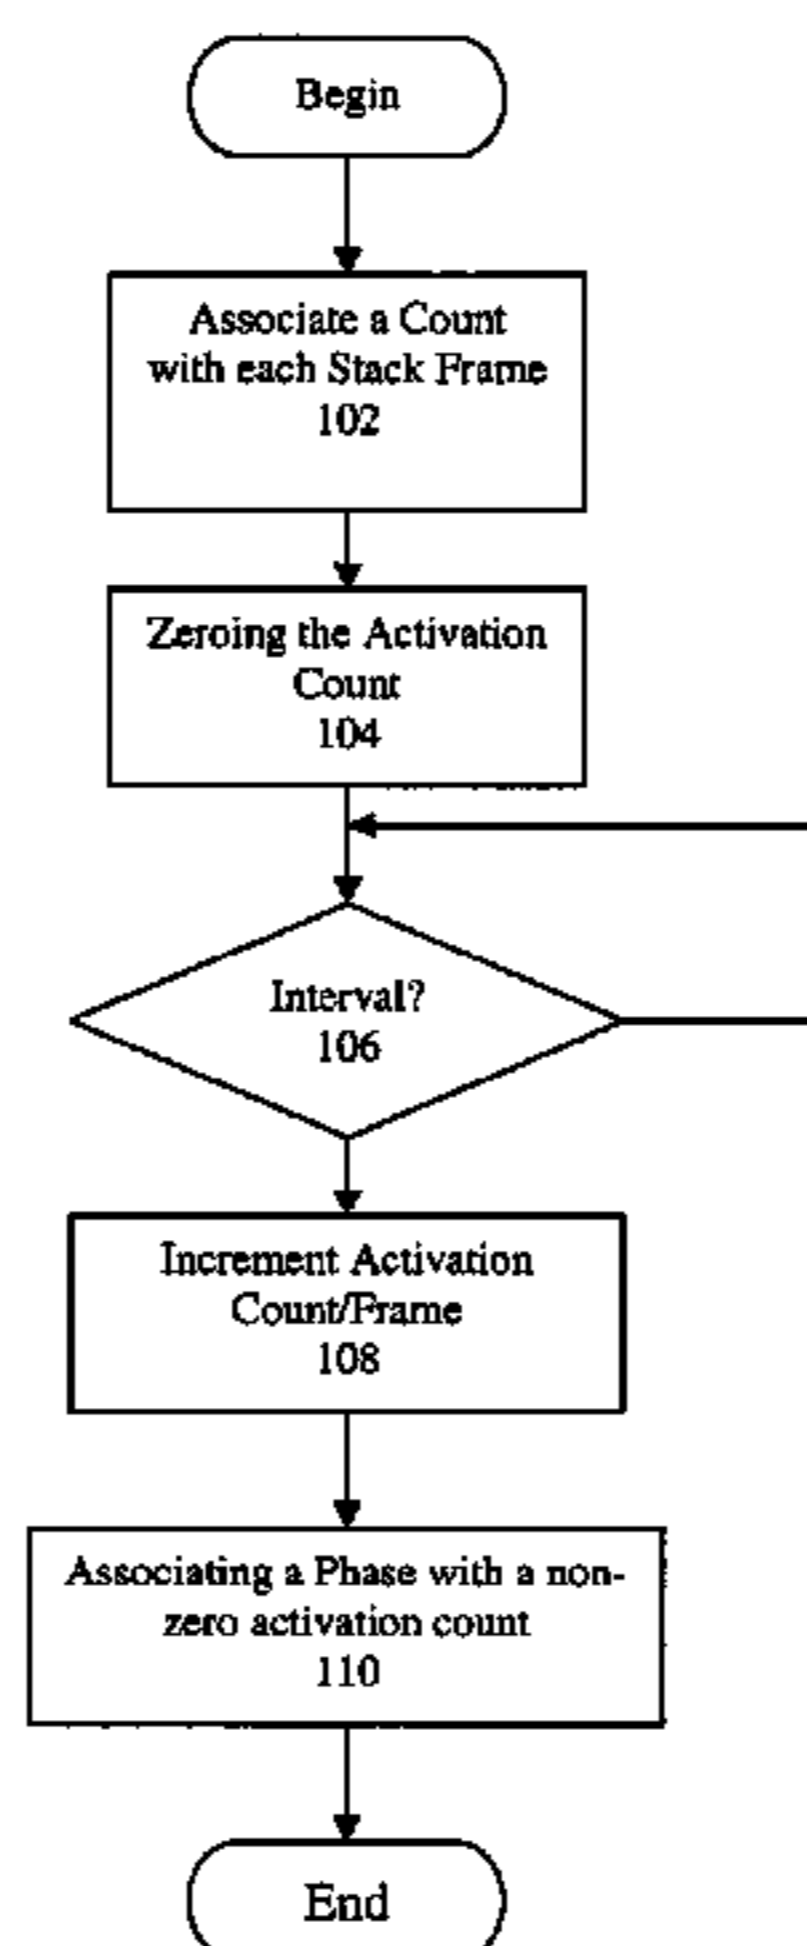 Begin
Associate a Count
with each Stack Frame
102
Zeroing the Activation
Count
104
Interval?
106
Increment Activation
Count/Frame
108
Associating a Phase with a non-
zero activation count
110
End